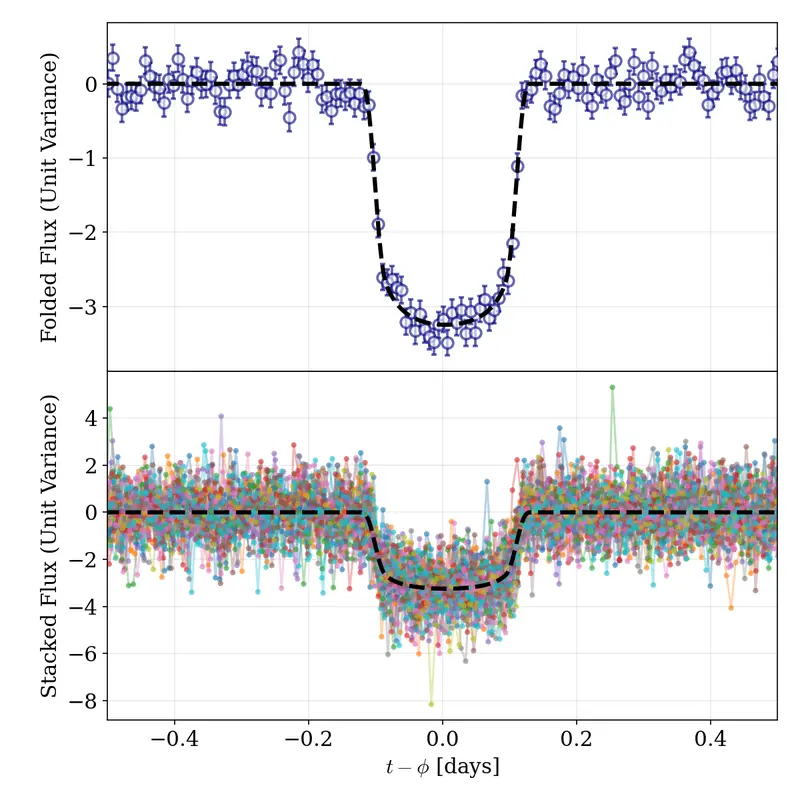 Folded Flux (Unit Variance)
0
−1
−2
−3
Stacked Flux (Unit Variance)
4
2
0
−2
−4
−6
−8
−0.4 −0.2 0.0 0.2 0.4
t − ϕ [days]